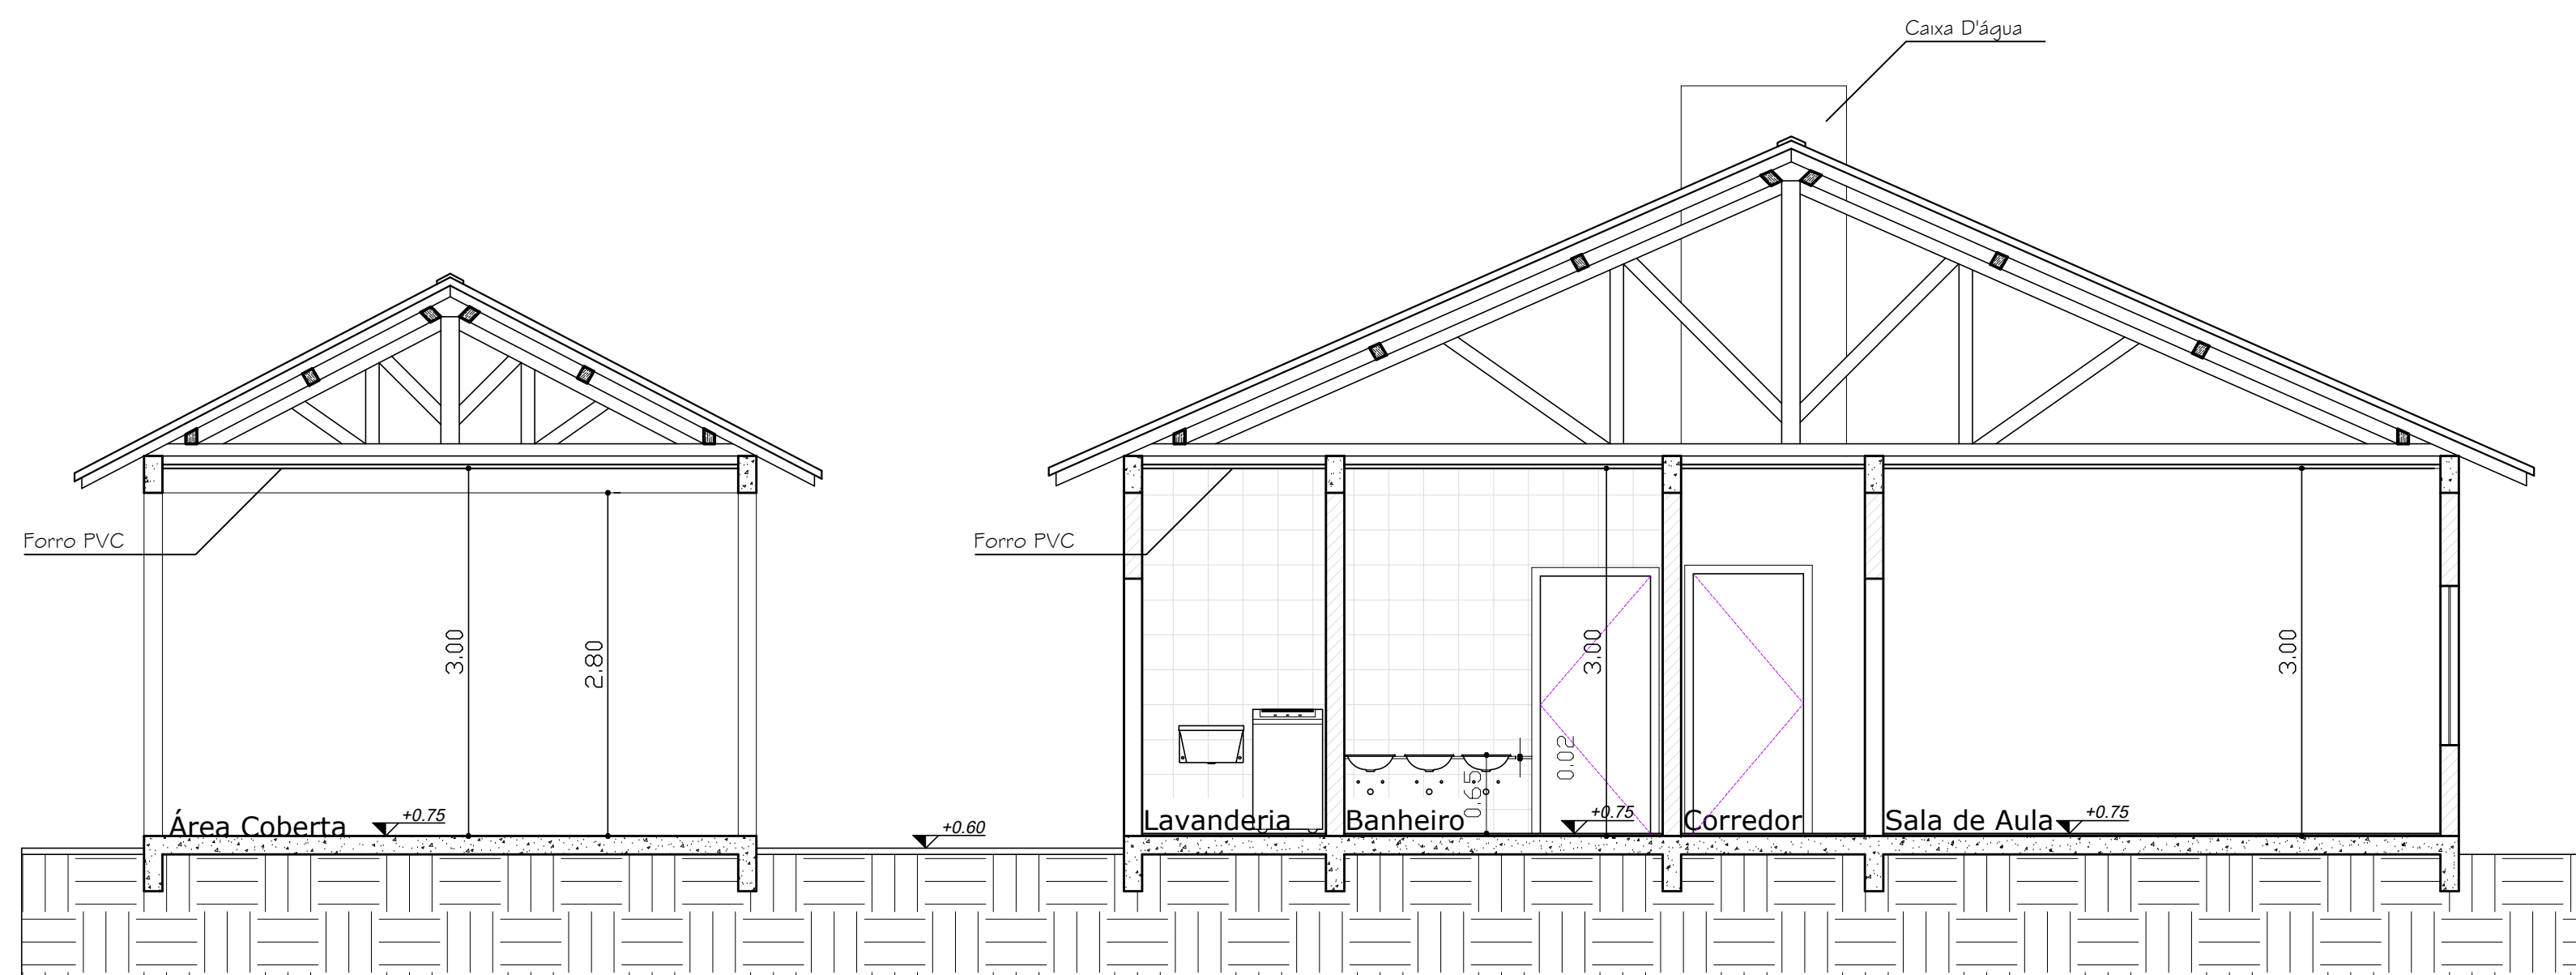 Caixa D'água
Forro PVC
Forro PVC
3.00
2.80
3.00
3.00
0.02
0.65
Área Coberta
+0.75
+0.60
Lavanderia
Banheiro
+0.75
Corredor
Sala de Aula
+0.75